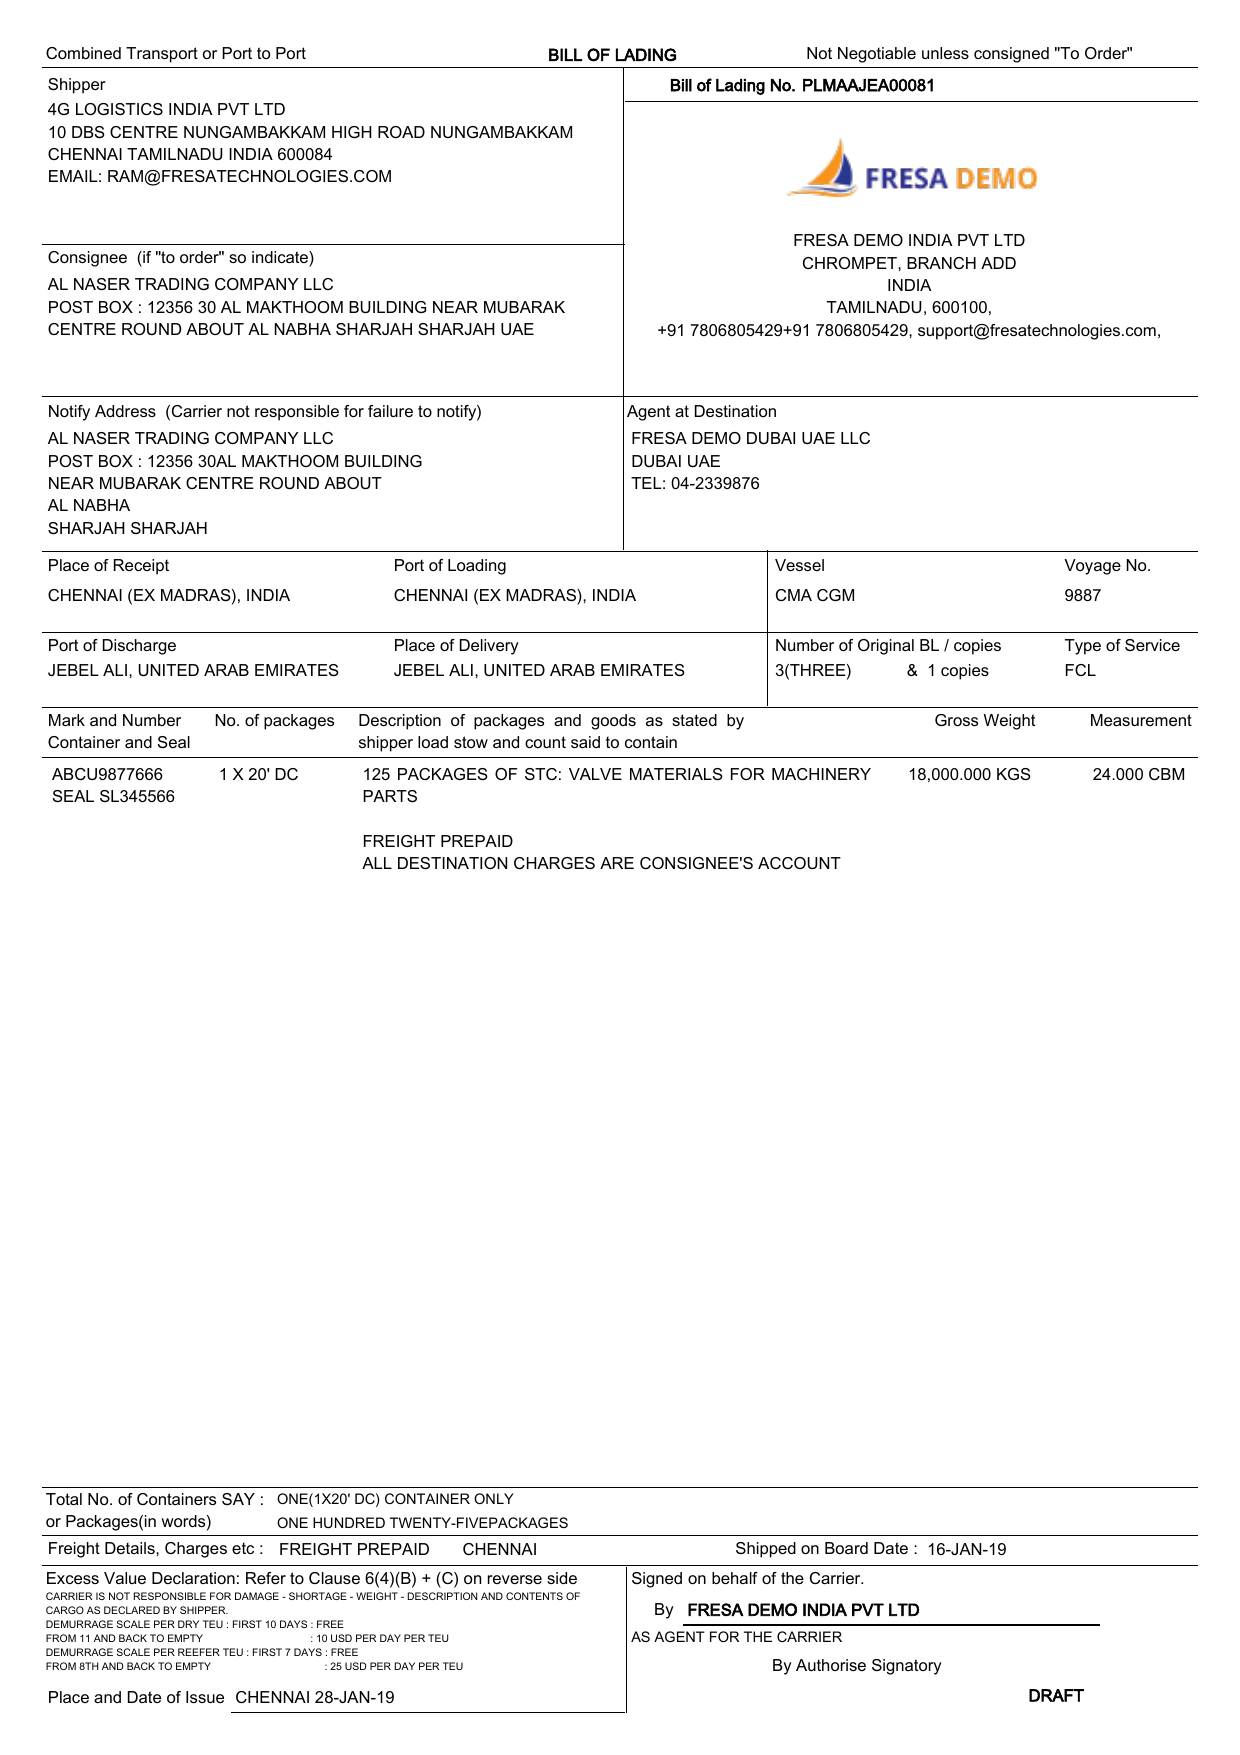 Combined Transport or Port to Port
BILL OF LADING
Not Negotiable unless consigned "To Order"
Shipper
4G LOGISTICS INDIA PVT LTD
10 DBS CENTRE NUNGAMBAKKAM HIGH ROAD NUNGAMBAKKAM
CHENNAI TAMILNADU INDIA 600084
EMAIL: RAM@FRESATECHNOLOGIES.COM
Bill of Lading No. PLMAAJEA00081
FRESA DEMO
FRESA DEMO INDIA PVT LTD
CHROMPET, BRANCH ADD
INDIA
TAMILNADU, 600100,
+91 7806805429+91 7806805429, support@fresatechnologies.com,
Consignee (if "to order" so indicate)
AL NASER TRADING COMPANY LLC
POST BOX : 12356 30 AL MAKTHOOM BUILDING NEAR MUBARAK
CENTRE ROUND ABOUT AL NABHA SHARJAH SHARJAH UAE
Notify Address (Carrier not responsible for failure to notify)
AL NASER TRADING COMPANY LLC
POST BOX : 12356 30AL MAKTHOOM BUILDING
NEAR MUBARAK CENTRE ROUND ABOUT
AL NABHA
SHARJAH SHARJAH
Agent at Destination
FRESA DEMO DUBAI UAE LLC
DUBAI UAE
TEL: 04-2339876
Place of Receipt
CHENNAI (EX MADRAS), INDIA
Port of Loading
CHENNAI (EX MADRAS), INDIA
Vessel
CMA CGM
Voyage No.
9887
Port of Discharge
JEBEL ALI, UNITED ARAB EMIRATES
Place of Delivery
JEBEL ALI, UNITED ARAB EMIRATES
Number of Original BL / copies
3(THREE) & 1 copies
Type of Service
FCL
Mark and Number
Container and Seal
No. of packages
Description of packages and goods as stated by
shipper load stow and count said to contain
Gross Weight
Measurement
ABCU9877666
SEAL SL345566
1 X 20' DC
125 PACKAGES OF STC: VALVE MATERIALS FOR MACHINERY
PARTS
18,000.000 KGS
24.000 CBM
FREIGHT PREPAID
ALL DESTINATION CHARGES ARE CONSIGNEE'S ACCOUNT
Total No. of Containers SAY : ONE(1X20' DC) CONTAINER ONLY
or Packages(in words) ONE HUNDRED TWENTY-FIVEPACKAGES
Freight Details, Charges etc : FREIGHT PREPAID CHENNAI
Shipped on Board Date : 16-JAN-19
Excess Value Declaration: Refer to Clause 6(4)(B) + (C) on reverse side
CARRIER IS NOT RESPONSIBLE FOR DAMAGE - SHORTAGE - WEIGHT - DESCRIPTION AND CONTENTS OF
CARGO AS DECLARED BY SHIPPER.
DEMURRAGE SCALE PER DRY TEU : FIRST 10 DAYS : FREE
FROM 11 AND BACK TO EMPTY : 10 USD PER DAY PER TEU
DEMURRAGE SCALE PER REEFER TEU : FIRST 7 DAYS : FREE
FROM 8TH AND BACK TO EMPTY : 25 USD PER DAY PER TEU
Place and Date of Issue CHENNAI 28-JAN-19
Signed on behalf of the Carrier.
By FRESA DEMO INDIA PVT LTD
AS AGENT FOR THE CARRIER
By Authorise Signatory
DRAFT